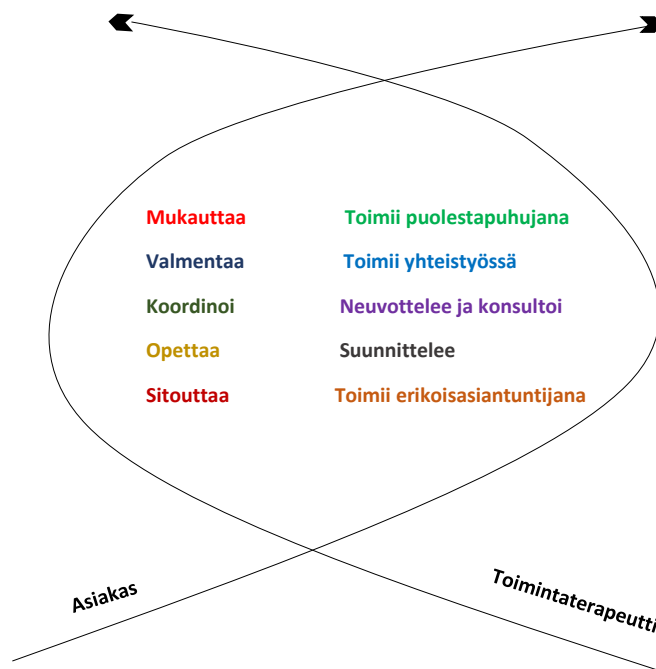 Mukauttaa Toimii puolestapuhujana
Valmentaa Toimii yhteistyössä
Koordinoi Neuvottelee ja konsultoi
Opettaa Suunnittelee
Sitouttaa Toimii erikoisasiantuntijana
Asiakas
Toimintaterapeutti